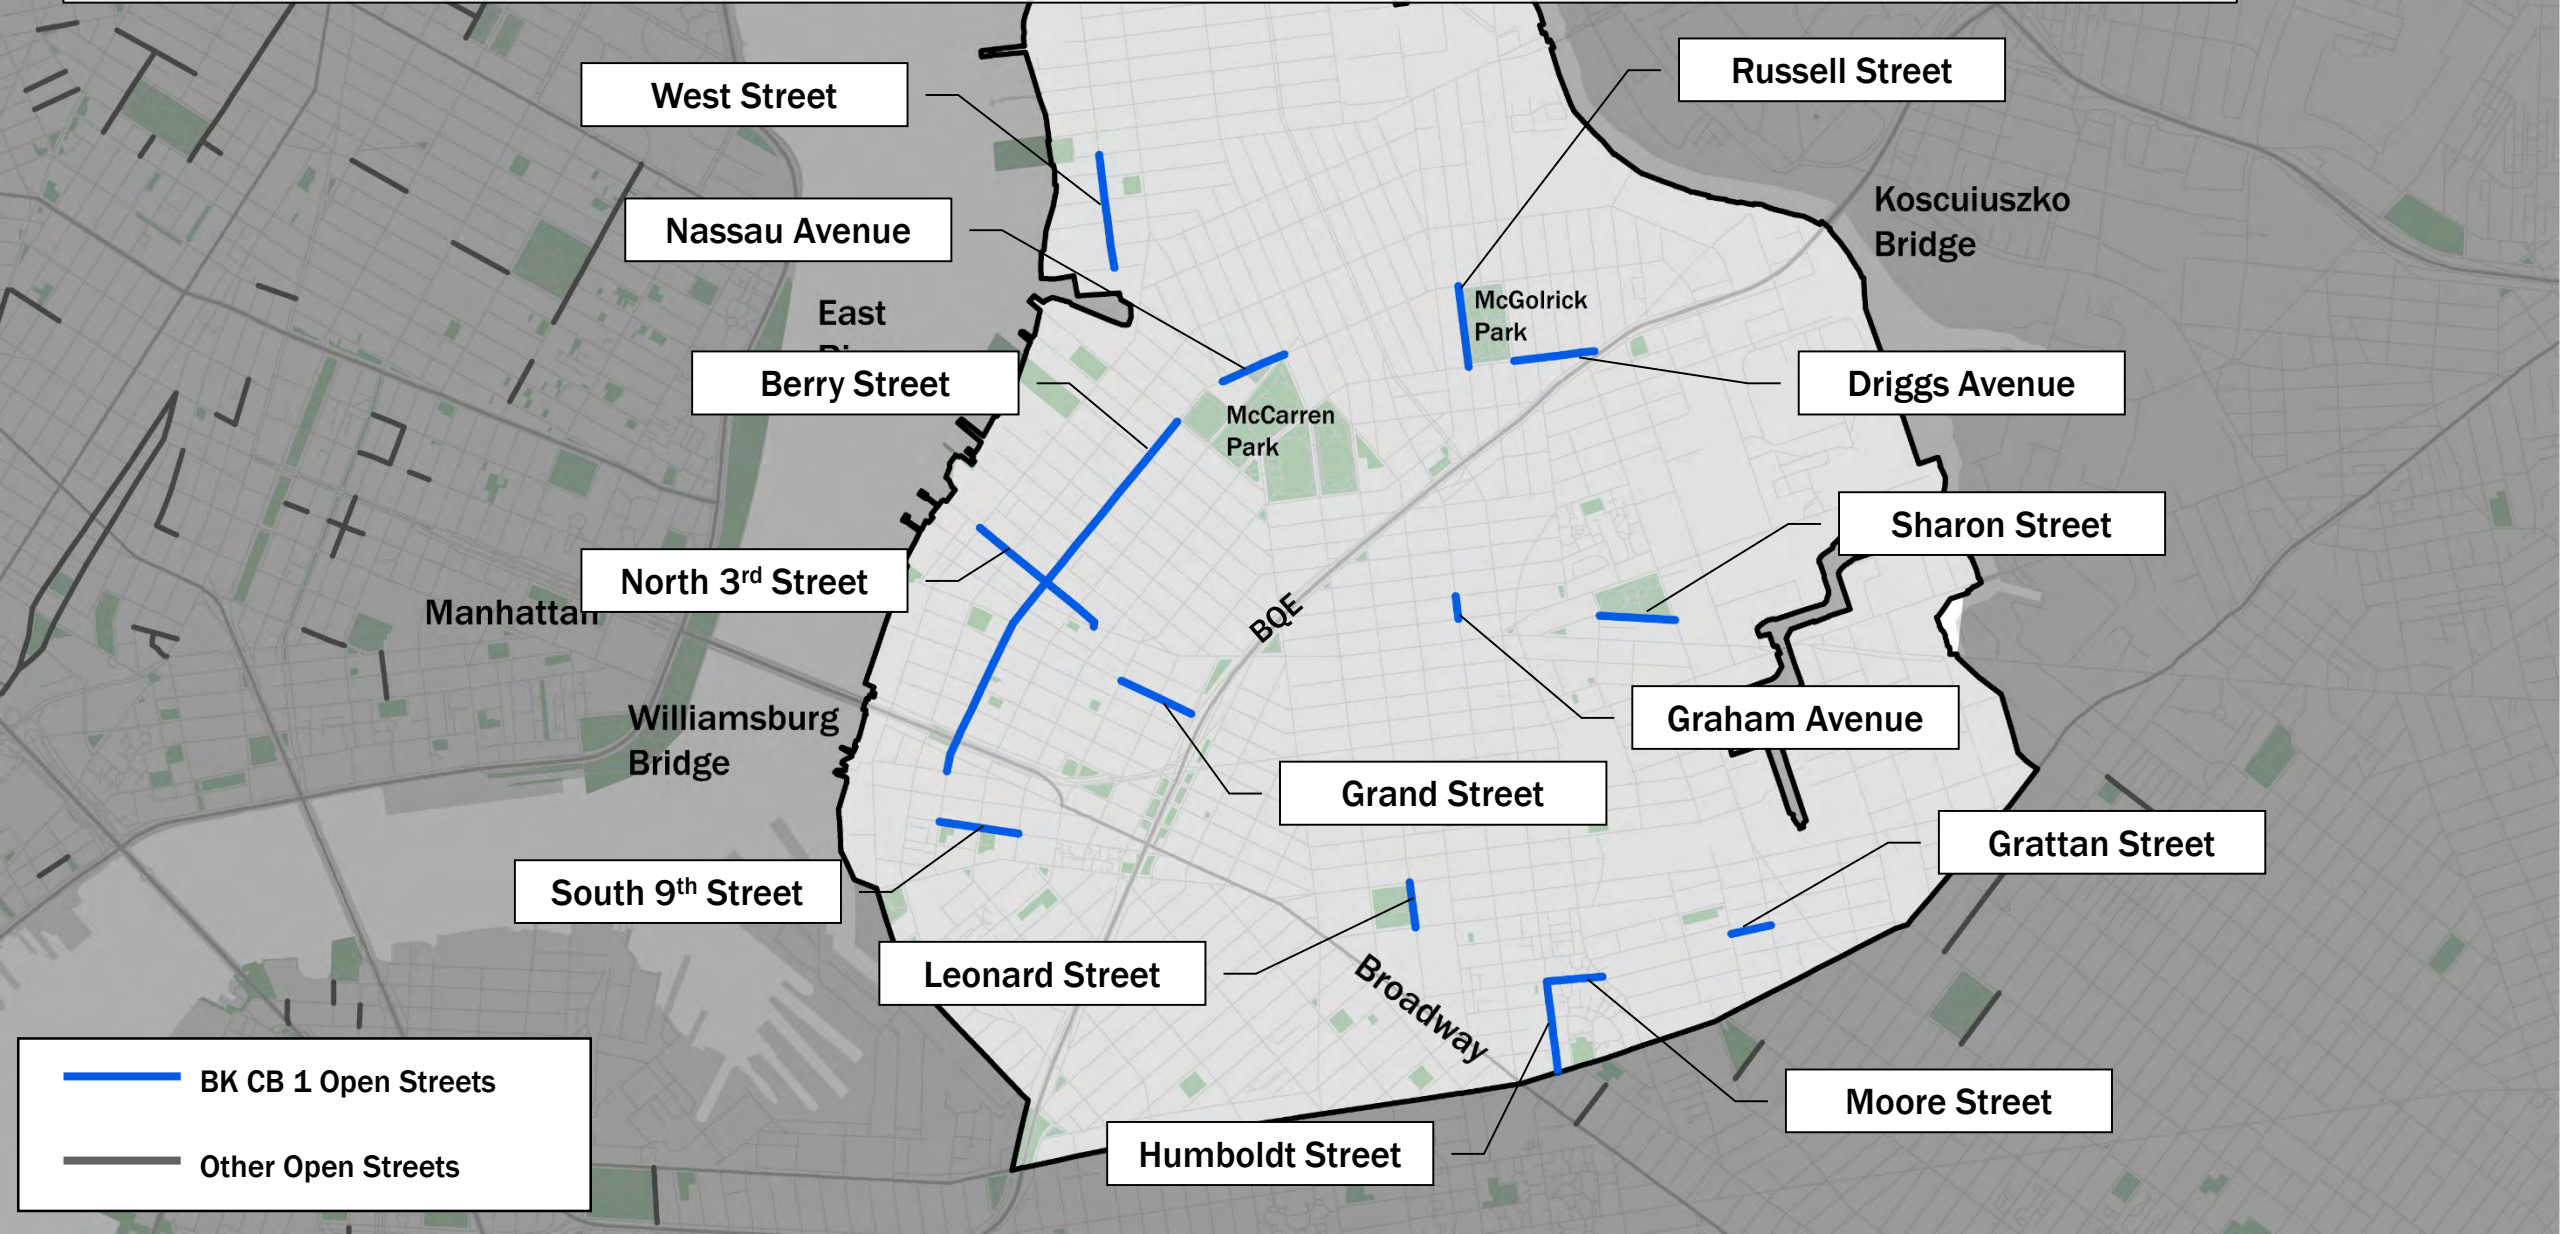 West Street
Russell Street
Nassau Avenue
Koscuiuszko
Bridge
East
McGolrick
Park
Berry Street
Driggs Avenue
McCarren
Park
Sharon Street
North 3rd Street
Manhattan
BQE
Williamsburg
Bridge
Graham Avenue
Grand Street
Grattan Street
South 9th Street
Leonard Street
Broadway
BK CB 1 Open Streets
Moore Street
Humboldt Street
Other Open Streets